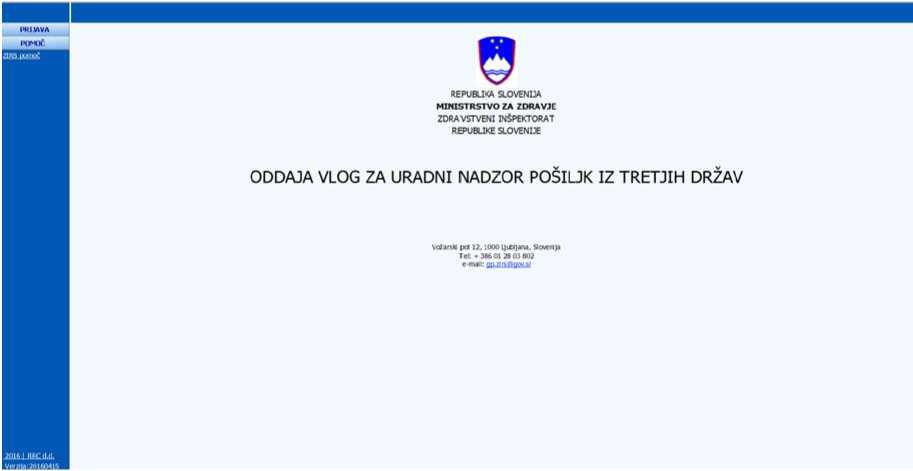 PRIJAVA
POMOČ
ZIRS pomoč
REPUBLIKA SLOVENIJA
MINISTRSTVO ZA ZDRAVJE
ZDRAVSTVENI INŠPEKTORAT
REPUBLIKE SLOVENIJE
ODDAJA VLOG ZA URADNI NADZOR POŠILJK IZ TRETJIH DRŽAV
Vožarski pot 12, 1000 Ljubljana, Slovenija
Tel: + 386 01 28 03 802
e-mail: gp.zirs@gov.si
2016 | RRC d.d.
Verzija:20160415